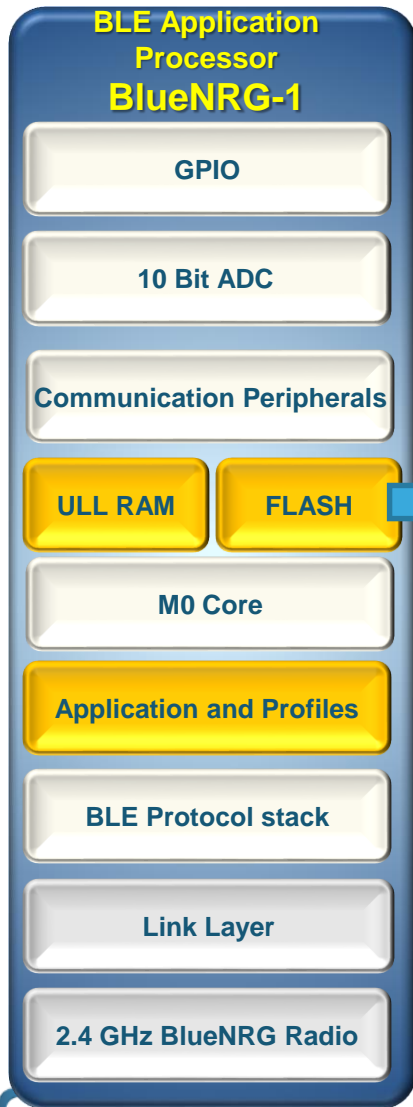 BLE Application
Processor
BlueNRG-1
GPIO
10 Bit ADC
Communication Peripherals
ULL RAM
FLASH
M0 Core
Application and Profiles
BLE Protocol stack
Link Layer
2.4 GHz BlueNRG Radio